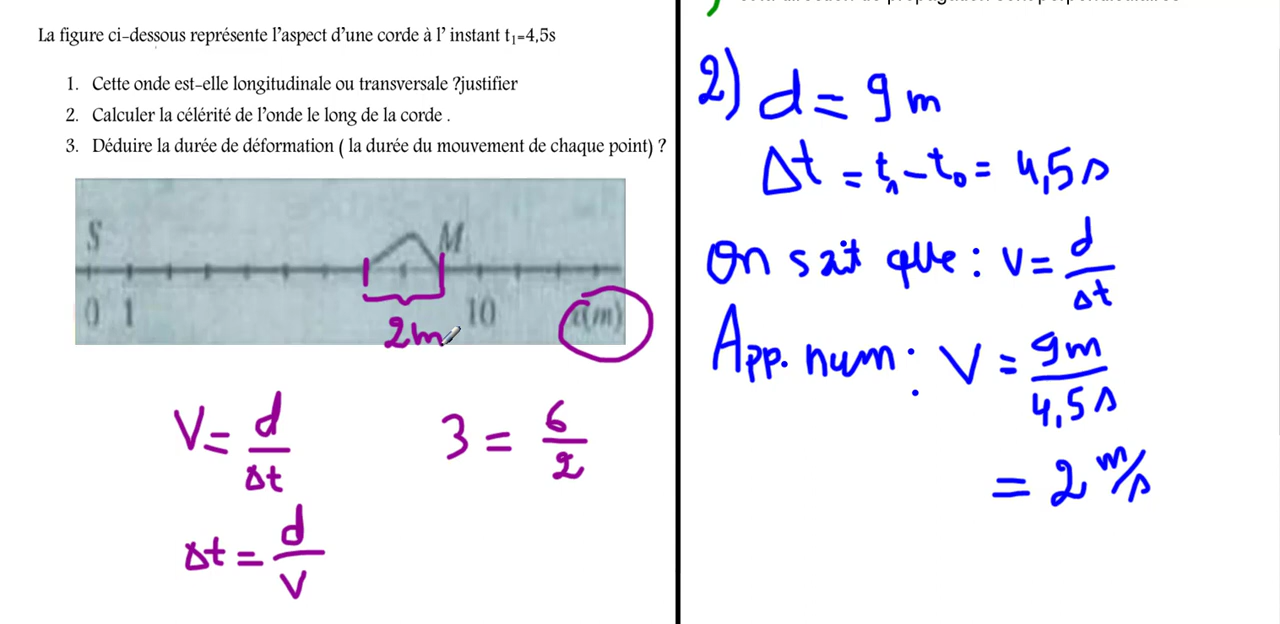 La figure ci-dessous représente l'aspect d'une corde à l' instant t₁=4,5s
1. Cette onde est-elle longitudinale ou transversale ?justifier
2. Calculer la célérité de l'onde le long de la corde .
3. Déduire la durée de déformation ( la durée du mouvement de chaque point) ?
S M
0 1 10 (m)
2m
V = d/Δt 3 = 6/2
Δt = d/V
2) d = 9m
Δt = t₁ - t₀ = 4,5s
On sait que : V = d/Δt
App. num : V = 9m/4,5s
= 2 m/s